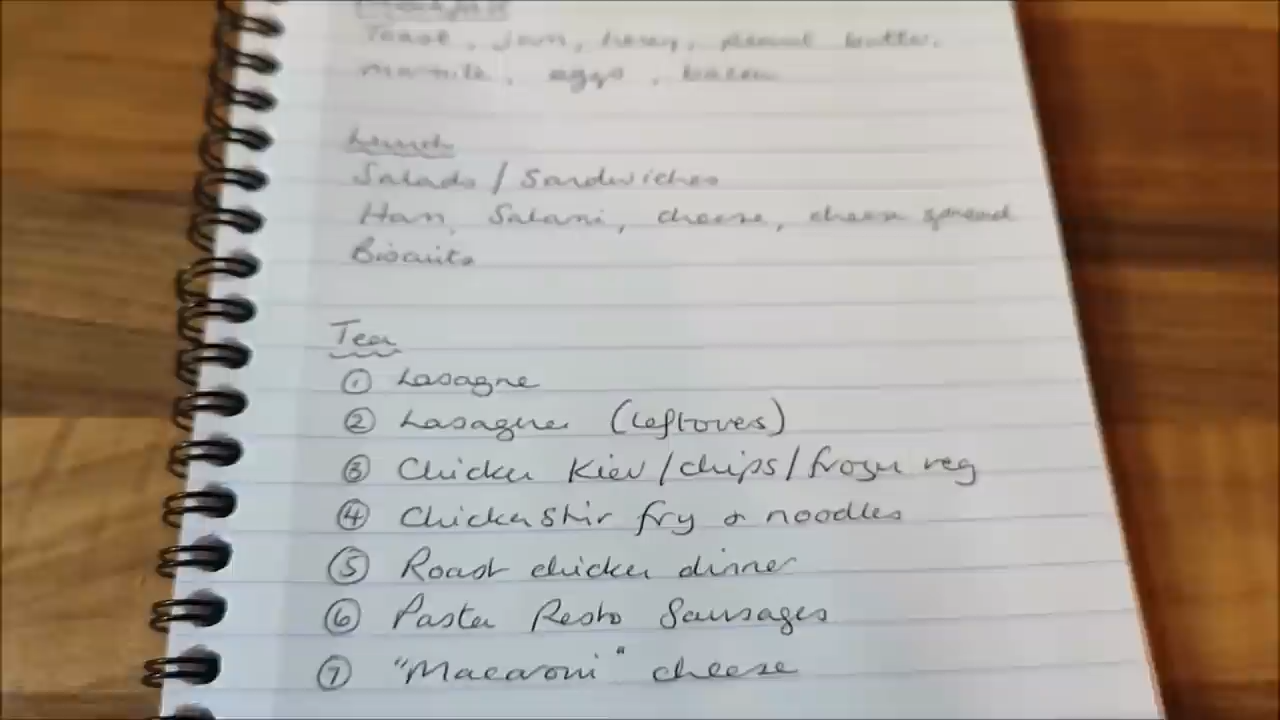 Breakfast
Toast, jam, honey, peanut butter,
marmite, eggs, bacon
Lunch
Salads / Sandwiches
Ham, Salami, cheese, cheese spread
Biscuits
Tea
① Lasagne
② Lasagne (leftovers)
③ Chicken Kiev/chips/frozen veg
④ Chicken Stir fry & noodles
⑤ Roast chicken dinner
⑥ Pasta Pesto Sausages
⑦ "Macaroni" cheese